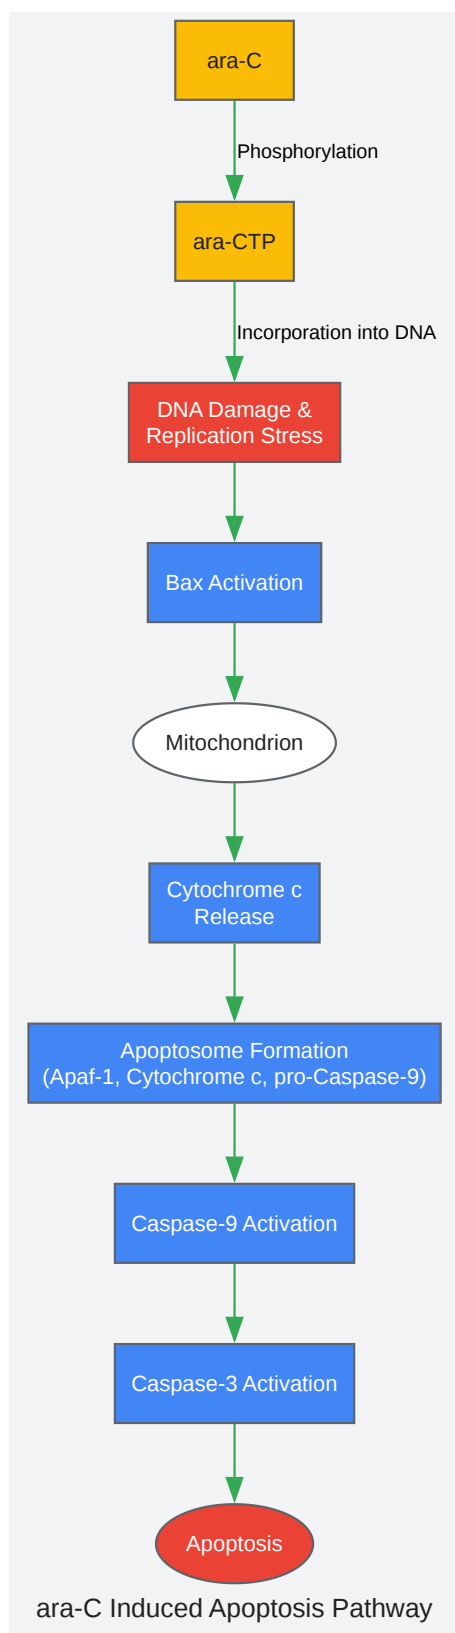 ara-C
Phosphorylation
ara-CTP
Incorporation into DNA
DNA Damage &
Replication Stress
Bax Activation
Mitochondrion
Cytochrome c
Release
Apoptosome Formation
(Apaf-1, Cytochrome c, pro-Caspase-9)
Caspase-9 Activation
Caspase-3 Activation
Apoptosis
ara-C Induced Apoptosis Pathway